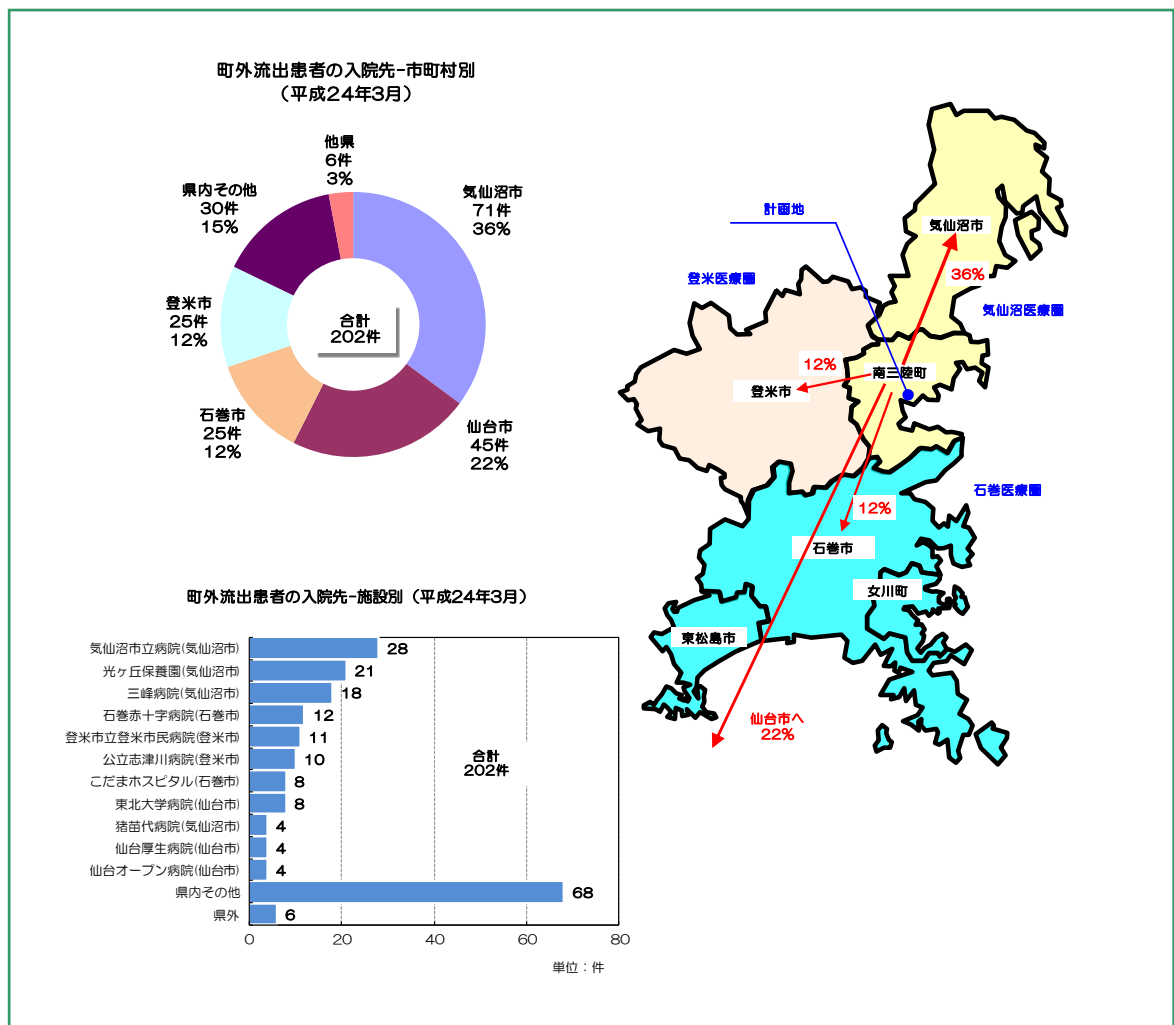 町外流出患者の入院先-市町村別
（平成24年3月）
他県
6件
3%
県内その他
30件
15%
気仙沼市
71件
36%
登米市
25件
12%
合計
202件
石巻市
25件
12%
仙台市
45件
22%
計画地
気仙沼市
登米医療圏
36%
気仙沼医療圏
12%
南三陸町
登米市
石巻医療圏
12%
石巻市
女川町
東松島市
仙台市へ
22%
町外流出患者の入院先-施設別（平成24年3月）
気仙沼市立病院(気仙沼市) 28
光ヶ丘保養園(気仙沼市) 21
三峰病院(気仙沼市) 18
石巻赤十字病院(石巻市) 12
登米市立登米市民病院(登米市) 11
公立志津川病院(登米市) 10
こだまホスピタル(石巻市) 8
東北大学病院(仙台市) 8
猪苗代病院(気仙沼市) 4
仙台厚生病院(仙台市) 4
仙台オープン病院(仙台市) 4
県内その他 68
県外 6
合計
202件
0 20 40 60 80
単位：件